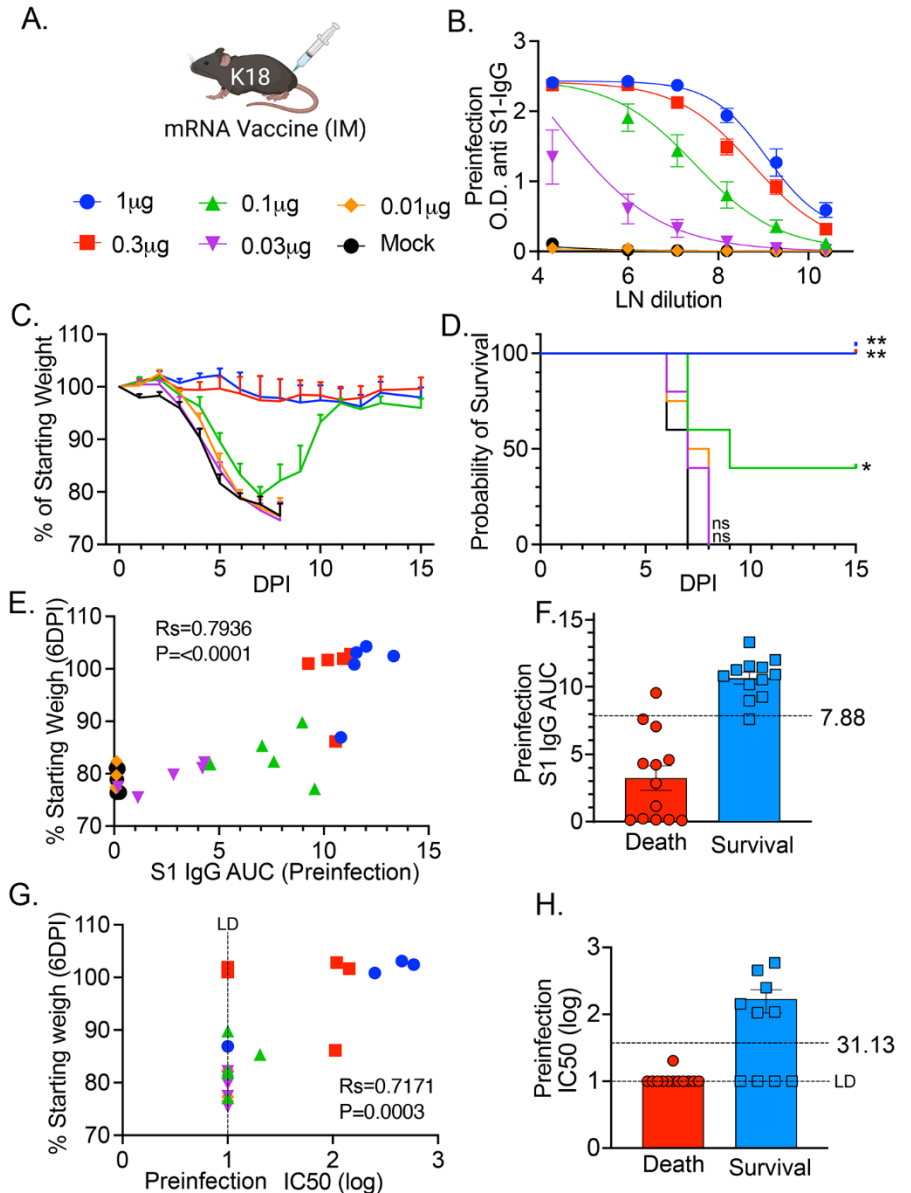 A.
K18
mRNA Vaccine (IM)
1µg
0.1µg
0.01µg
0.3µg
0.03µg
Mock
B.
Preinfection
O.D. anti S1-IgG
3
2
1
0
4 6 8 10
LN dilution
C.
% of Starting Weight
110
100
90
80
70
0 5 10 15
DPI
D.
Probability of Survival
100
50
0
**
**
*
ns
ns
0 5 10 15
DPI
E.
% Starting Weigh (6DPI)
110
100
90
80
70
Rs=0.7936
P=<0.0001
0 5 10 15
S1 IgG AUC (Preinfection)
F.
Preinfection
S1 IgG AUC
15
10
5
0
7.88
Death Survival
G.
% Starting weigh (6DPI)
110
100
90
80
70
LD
Rs=0.7171
P=0.0003
0 1 2 3
Preinfection IC50 (log)
H.
Preinfection
IC50 (log)
3
2
1
0
31.13
LD
Death Survival